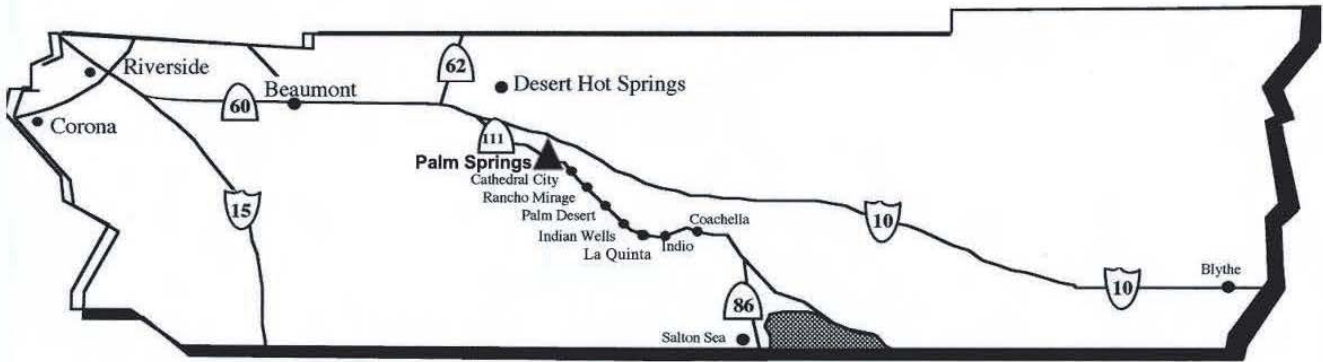 Riverside
62
Desert Hot Springs
Beaumont
60
Corona
111
Palm Springs
Cathedral City
Rancho Mirage
15
Palm Desert
Coachella
10
Indian Wells
Indio
La Quinta
Blythe
10
86
Salton Sea